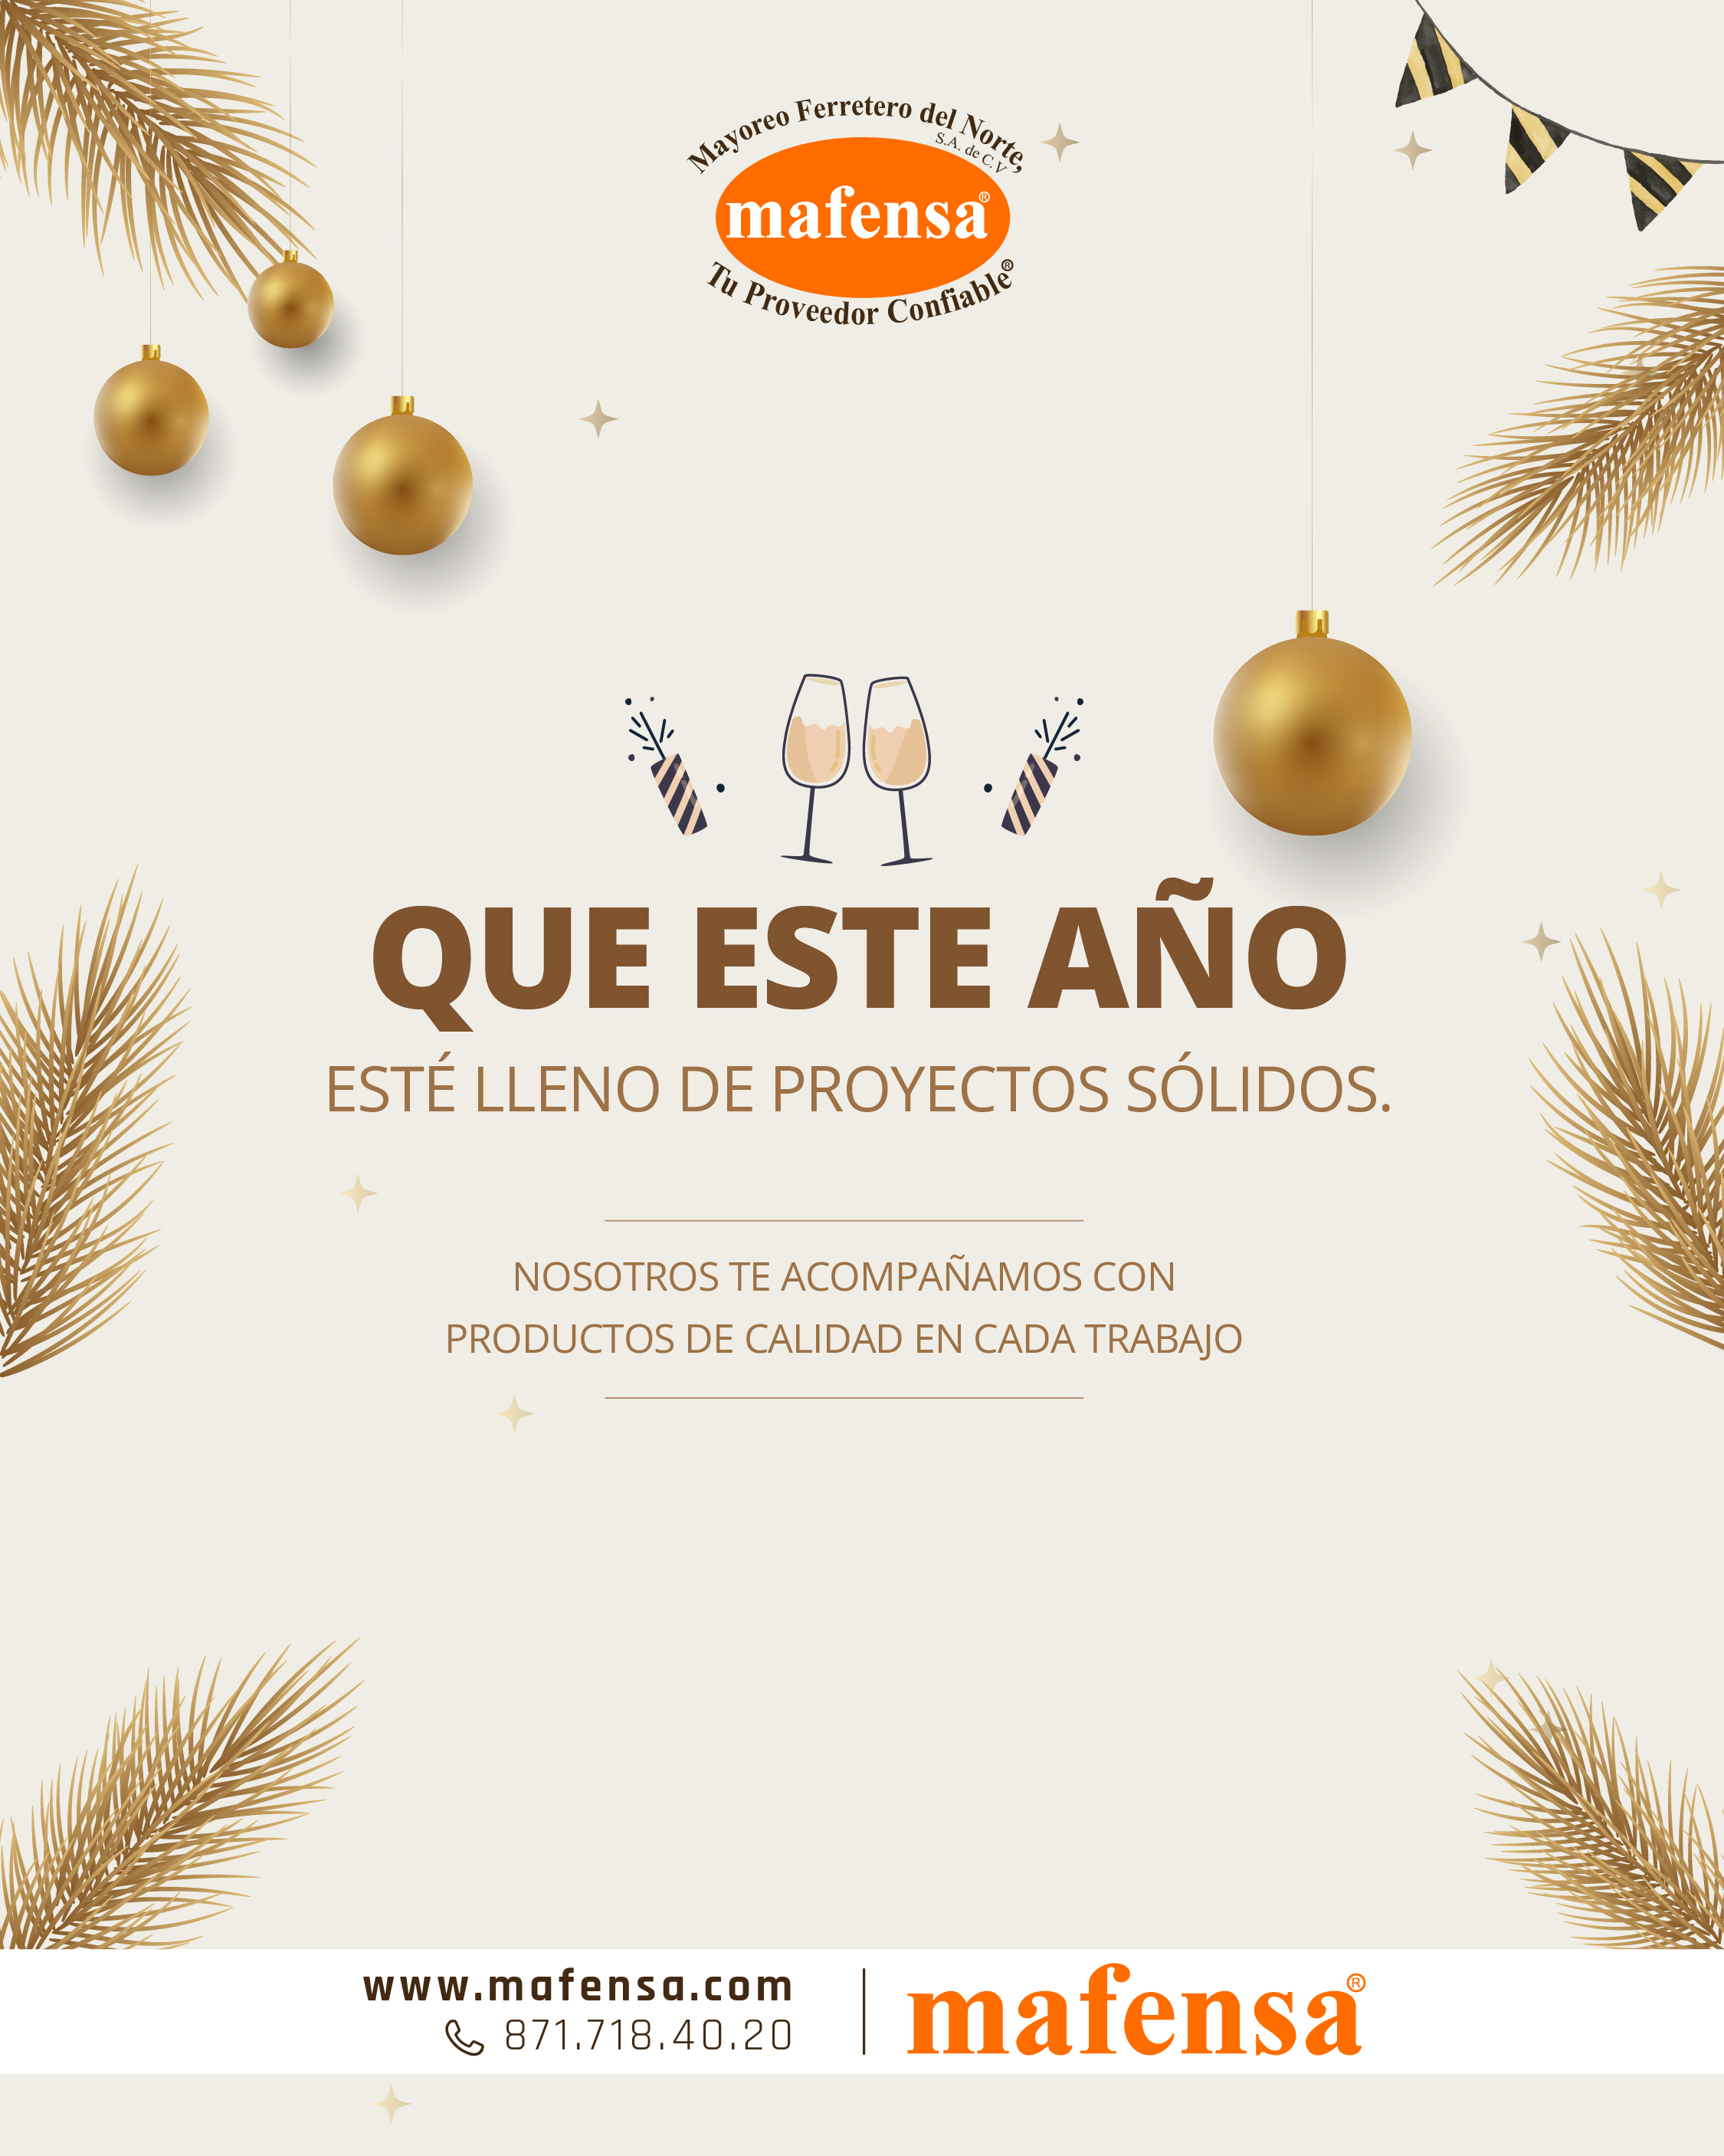 Mayoreo Ferretero del Norte,
S.A. de C.V
mafensa®
Tu Proveedor Confiable®
QUE ESTE AÑO
ESTÉ LLENO DE PROYECTOS SÓLIDOS.
NOSOTROS TE ACOMPAÑAMOS CON
PRODUCTOS DE CALIDAD EN CADA TRABAJO
www.mafensa.com
871.718.40.20
mafensa®